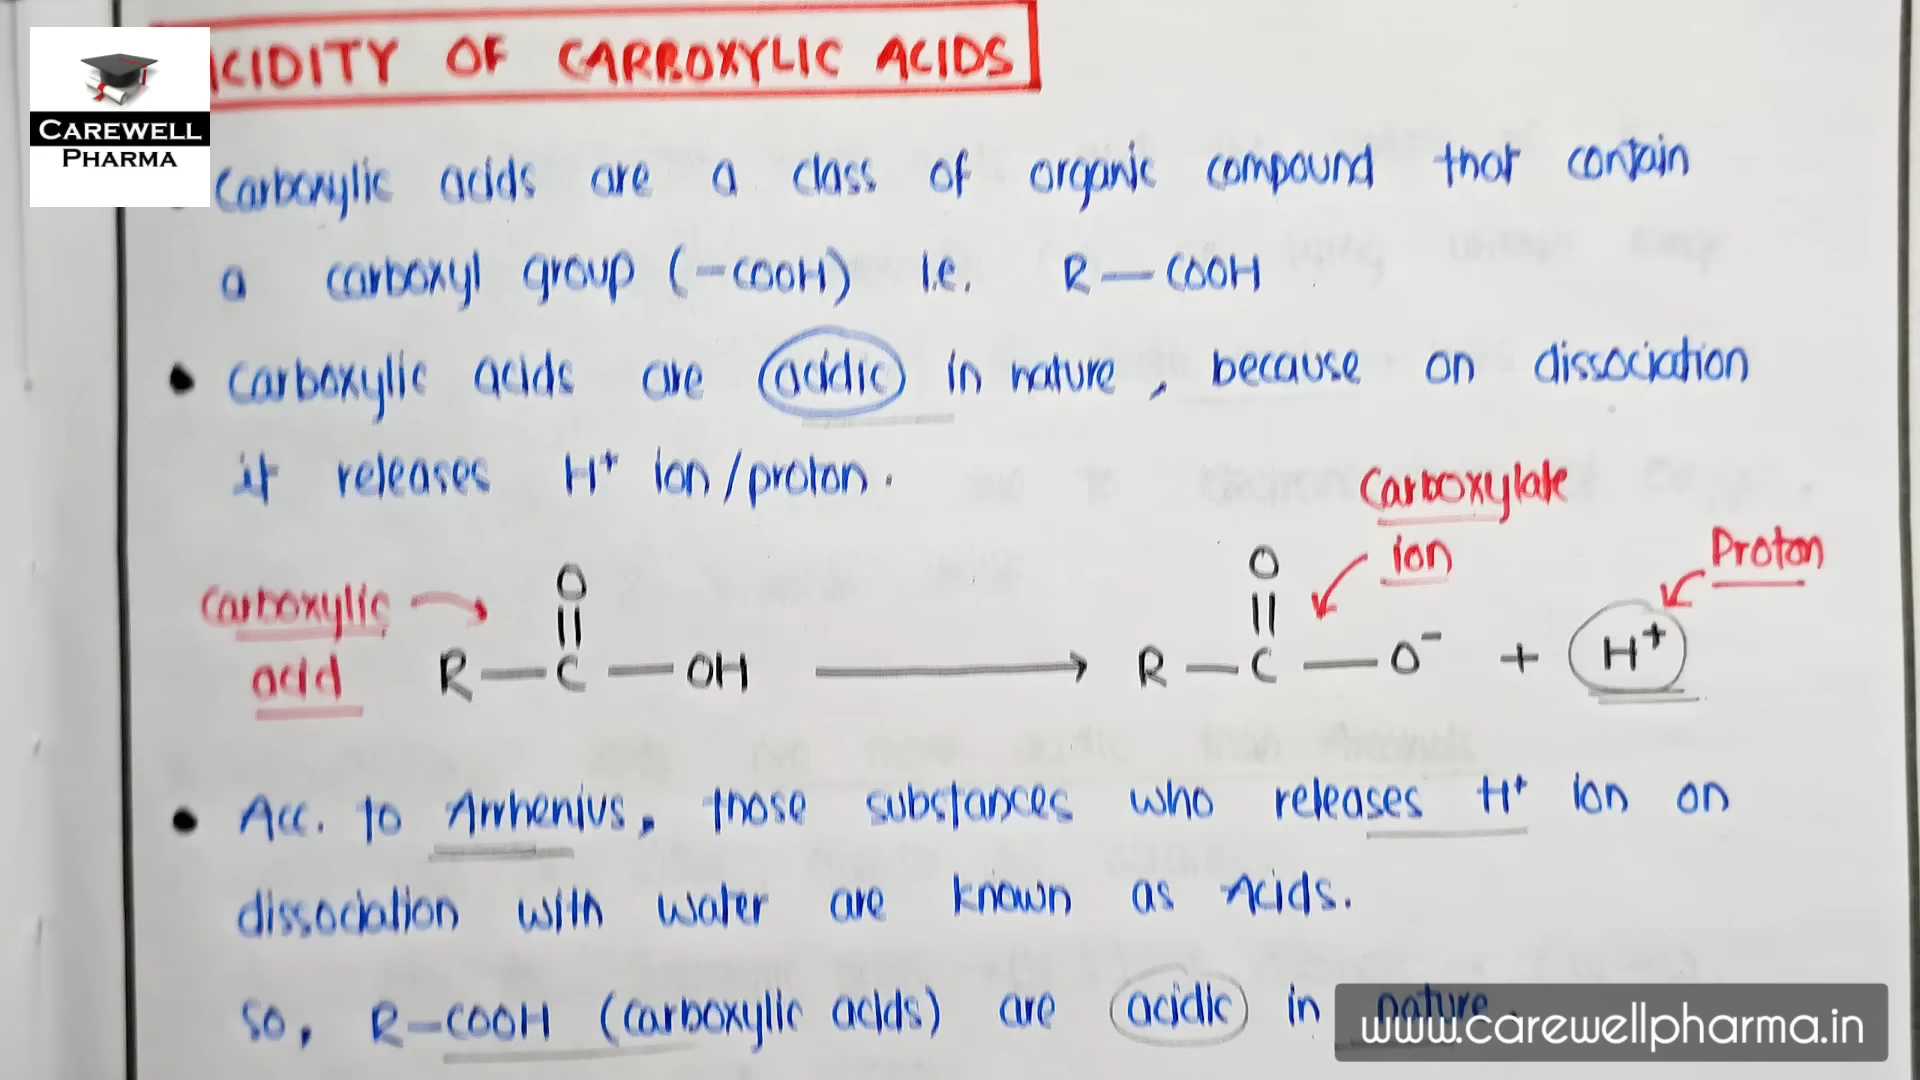 ACIDITY OF CARBOXYLIC ACIDS
CAREWELL
PHARMA
Carboxylic acids are a class of organic compound that contain
a carboxyl group (-COOH) i.e. R — COOH
• Carboxylic acids are acidic in nature, because on dissociation
it releases H⁺ ion/proton.
Carboxylate
ion
Proton
Carboxylic
acid
O O
|| ||
R — C — OH ⟶ R — C — O⁻ + H⁺
• Acc. to Arrhenius, those substances who releases H⁺ ion on
dissociation with water are known as Acids.
So, R-COOH (carboxylic acids) are acidic in nature.
www.carewellpharma.in